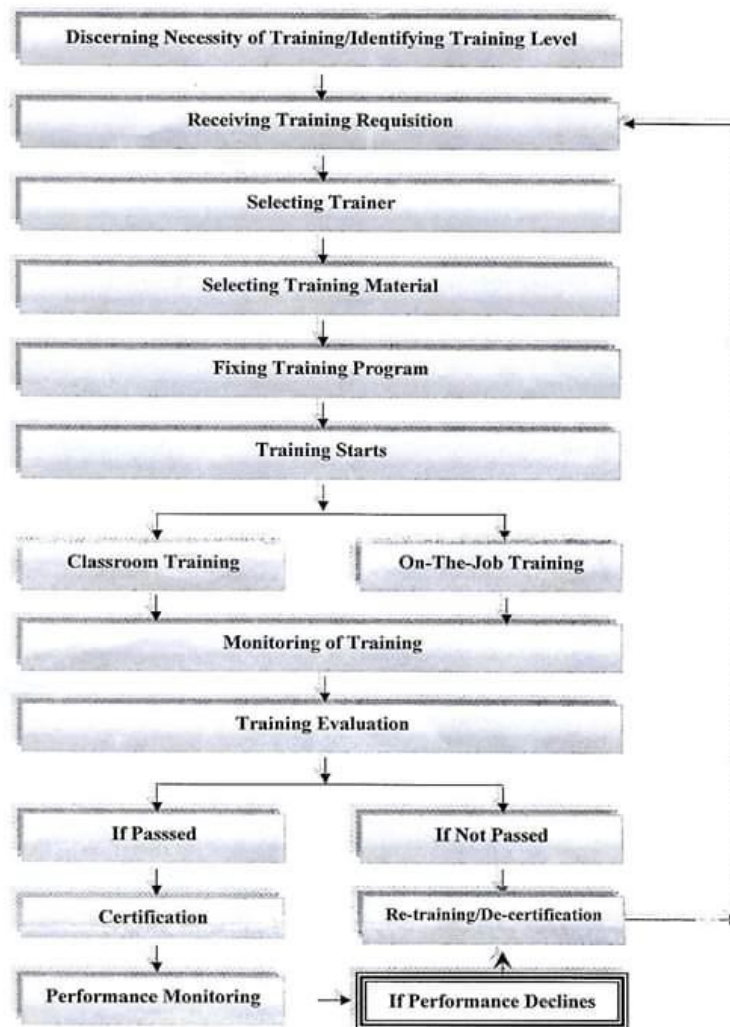 Discerning Necessity of Training/Identifying Training Level
Receiving Training Requisition
Selecting Trainer
Selecting Training Material
Fixing Training Program
Training Starts
Classroom Training
On-The-Job Training
Monitoring of Training
Training Evaluation
If Passsed
If Not Passed
Certification
Re-training/De-certification
Performance Monitoring
If Performance Declines